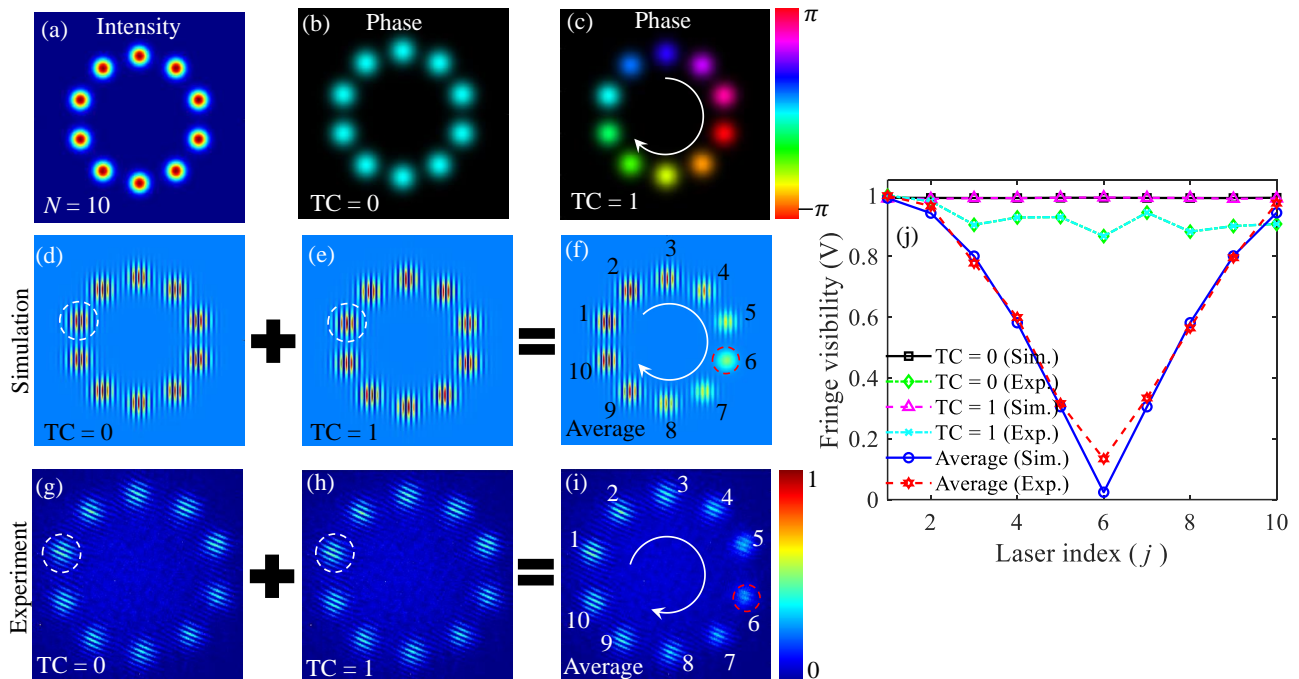 (a) Intensity
N = 10
(b) Phase
TC = 0
(c) Phase
TC = 1
π
−π
Simulation
(d)
TC = 0
(e)
TC = 1
(f)
1
2
3
4
5
6
7
8
9
10
Average
Experiment
(g)
TC = 0
(h)
TC = 1
(i)
1
2
3
4
5
6
7
8
9
10
Average
1
0
(j)
Fringe visibility (V)
1
0.8
0.6
0.4
0.2
0
TC = 0 (Sim.)
TC = 0 (Exp.)
TC = 1 (Sim.)
TC = 1 (Exp.)
Average (Sim.)
Average (Exp.)
2 4 6 8 10
Laser index ( j )